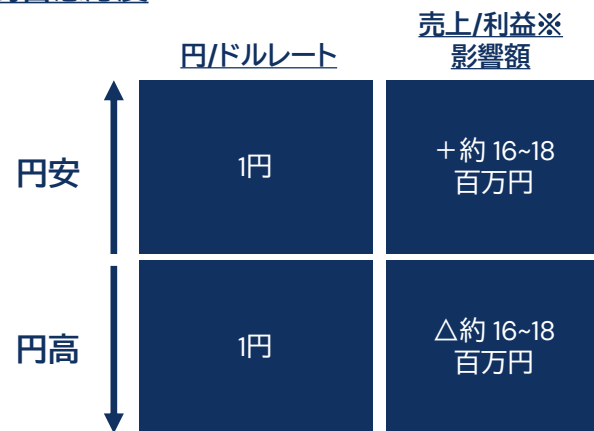 売上/利益※
円/ドルレート 影響額
円安
1円
＋約 16~18
百万円
円高
1円
△約 16~18
百万円